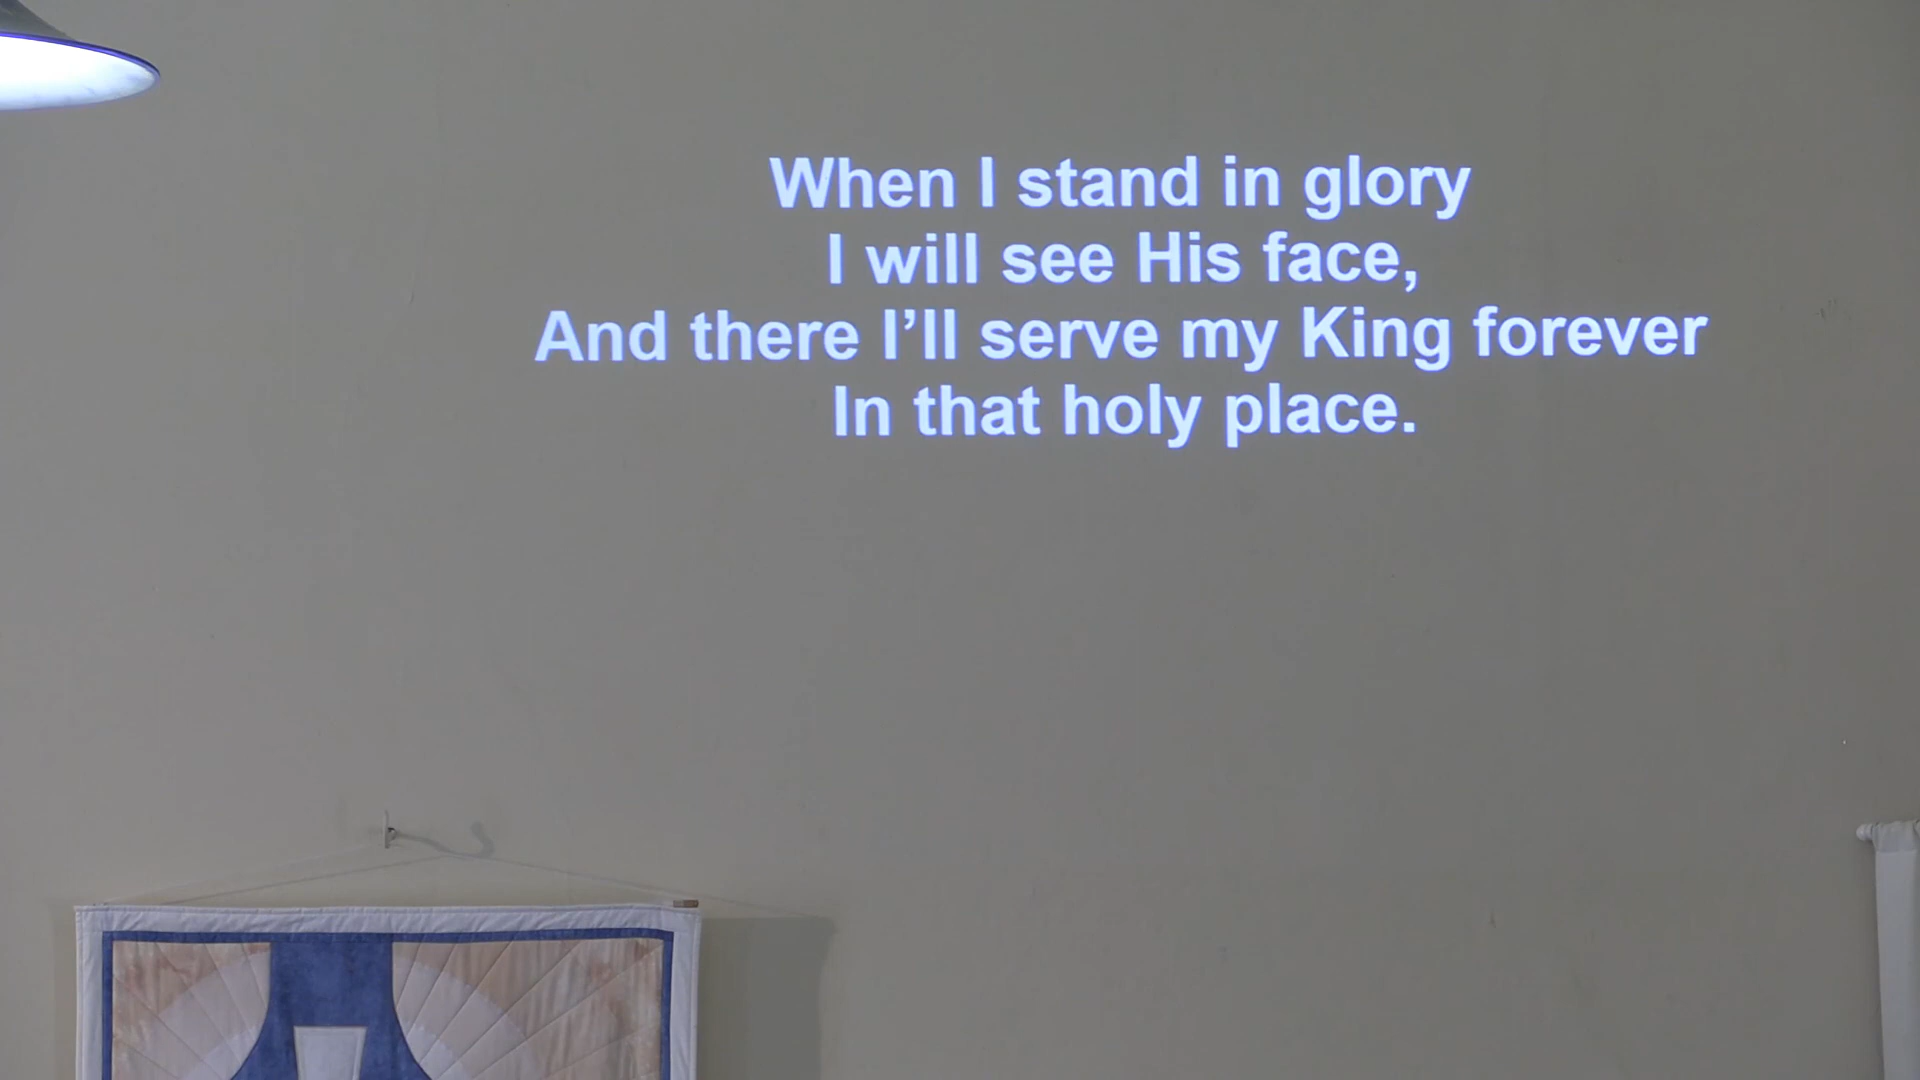 When I stand in glory
I will see His face,
And there I’ll serve my King forever
In that holy place.